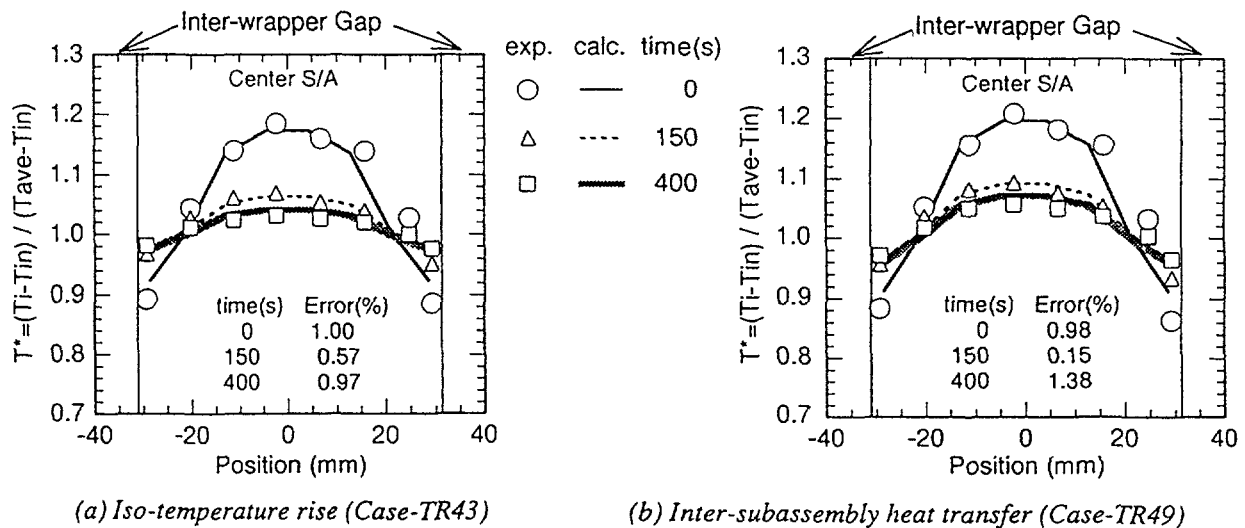 Inter-wrapper Gap
1.3
1.2
1.1
1.0
0.9
0.8
0.7
T*=(Ti-Tin) / (Tave-Tin)
Center S/A
time(s) Error(%)
0 1.00
150 0.57
400 0.97
-40 -20 0 20 40
Position (mm)
(a) Iso-temperature rise (Case-TR43)
exp. calc. time(s)
0
150
400
Inter-wrapper Gap
1.3
1.2
1.1
1.0
0.9
0.8
0.7
T*=(Ti-Tin) / (Tave-Tin)
Center S/A
time(s) Error(%)
0 0.98
150 0.15
400 1.38
-40 -20 0 20 40
Position (mm)
(b) Inter-subassembly heat transfer (Case-TR49)